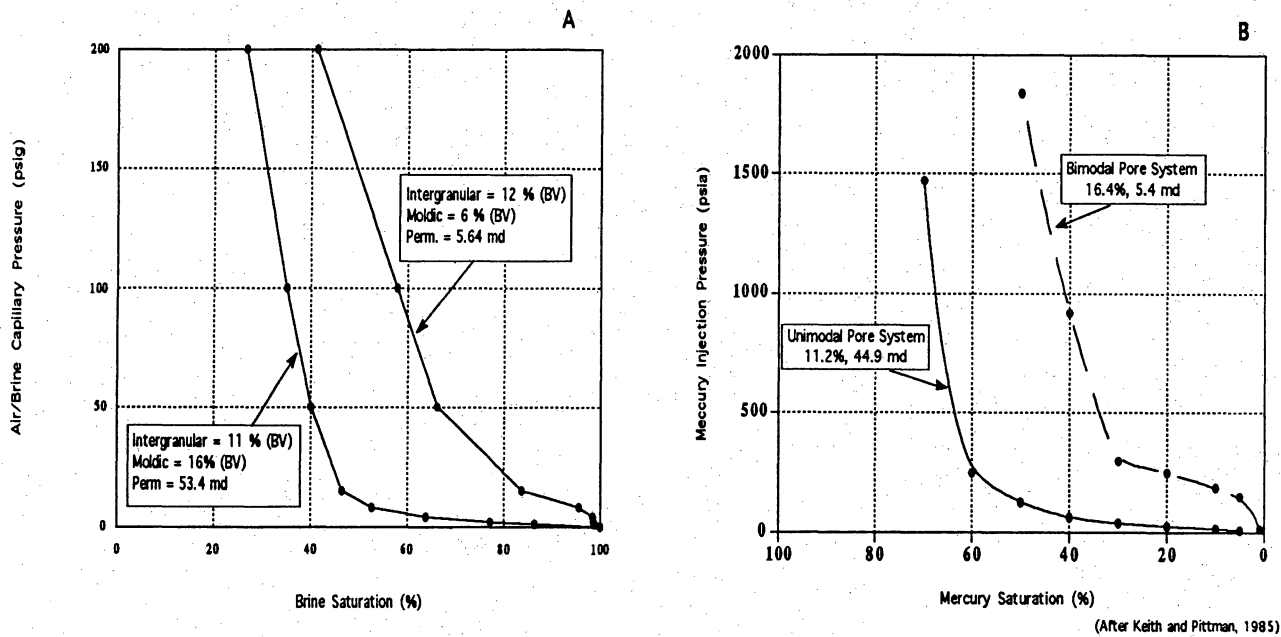 A
200
150
100
50
0
0
20
40
60
80
100
Air/Brine Capiliary Pressure (psig)
Brine Saturation (%)
Intergranular = 12 % (BV)
Moldic = 6 % (BV)
Perm. = 5.64 md
Intergranular = 11 % (BV)
Moldic = 16% (BV)
Perm = 53.4 md
B
2000
1500
1000
500
0
100
80
60
40
20
0
Meccury Injection Pressure (psia)
Mercury Saturation (%)
Bimodal Pore System
16.4%, 5.4 md
Unimodal Pore System
11.2%, 44.9 md
(After Keith and Pittman, 1985)